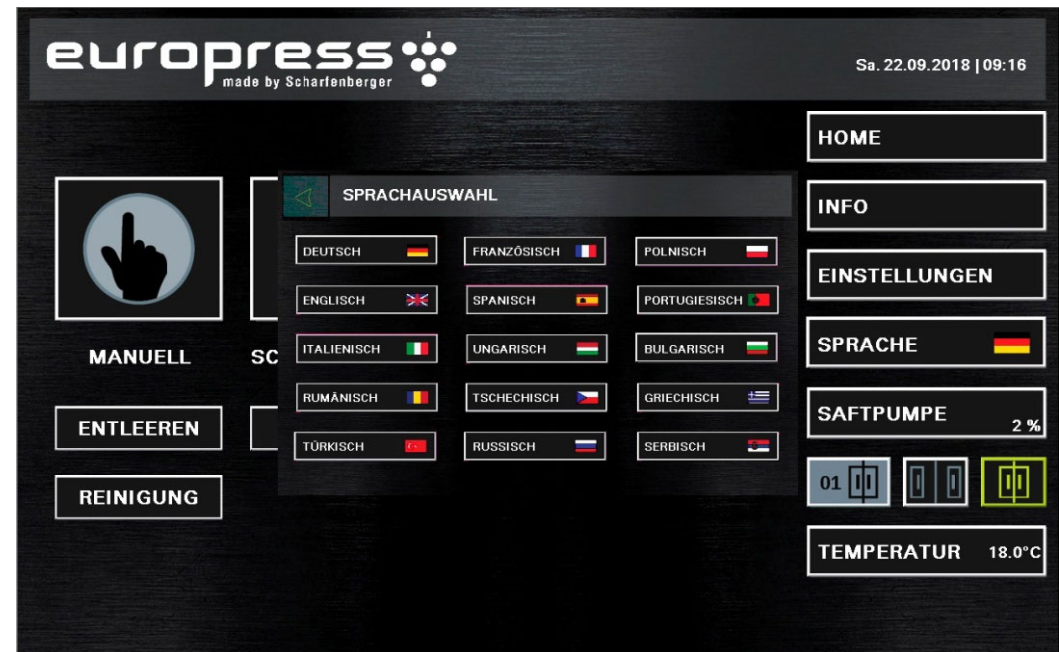 europress
made by Scharfenberger
Sa. 22.09.2018 | 09:16
HOME
INFO
EINSTELLUNGEN
SPRACHE
SAFTPUMPE
2 %
01
TEMPERATUR 18.0°C
MANUELL
SC
ENTLEEREN
REINIGUNG
SPRACHAUSWAHL
DEUTSCH FRANZÖSISCH POLNISCH
ENGLISCH SPANISCH PORTUGIESISCH
ITALIENISCH UNGARISCH BULGARISCH
RUMÄNISCH TSCHECHISCH GRIECHISCH
TÜRKISCH RUSSISCH SERBISCH